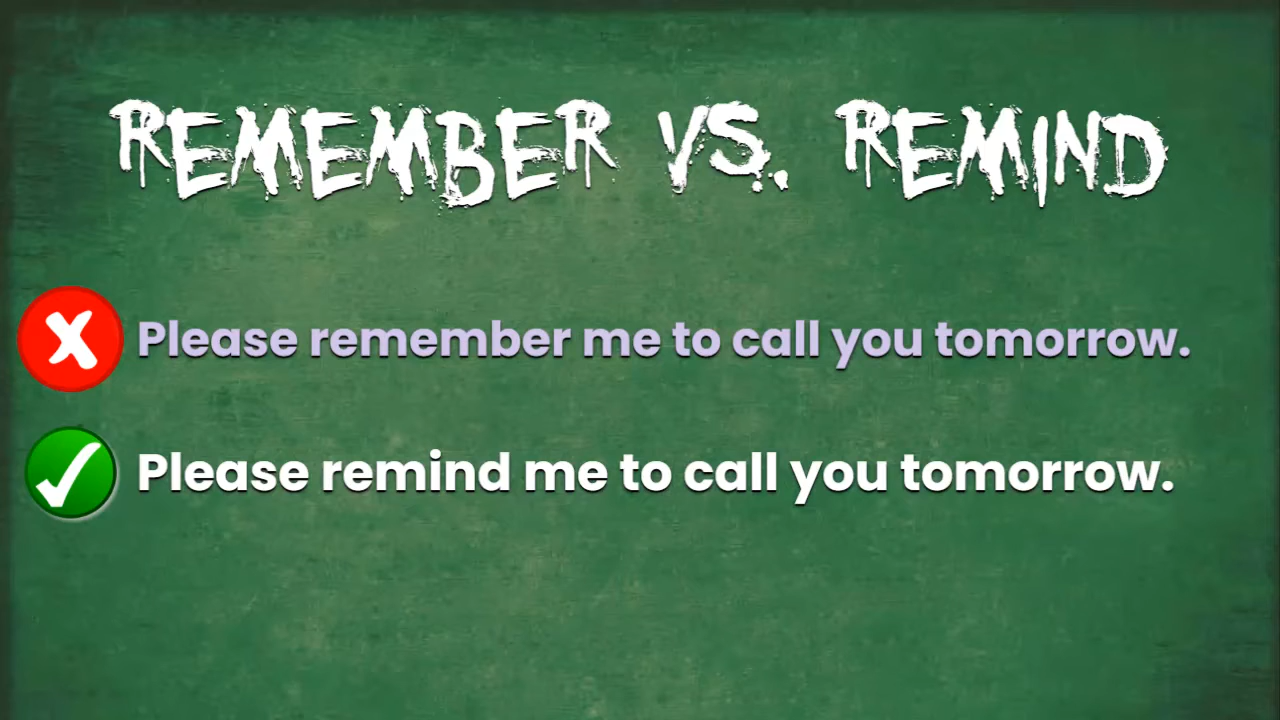 REMEMBER VS. REMIND
Please remember me to call you tomorrow.
Please remind me to call you tomorrow.